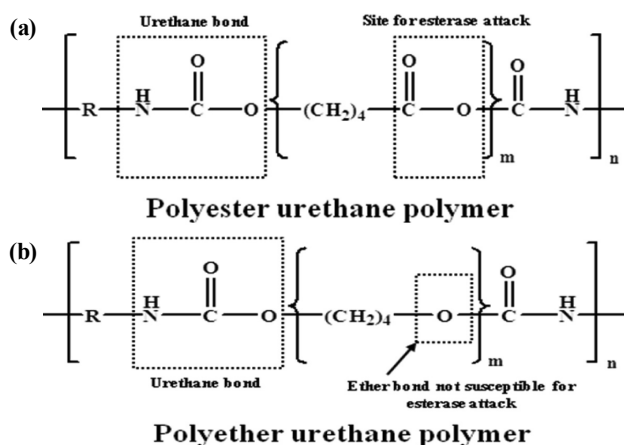 (a)
Urethane bond Site for esterase attack
H O O O H
R N C O (CH2)4 C O C N
m n
Polyester urethane polymer
(b)
O O
H H
R N C O (CH2)4 O C N
m n
Urethane bond Ether bond not susceptible for
esterase attack
Polyether urethane polymer